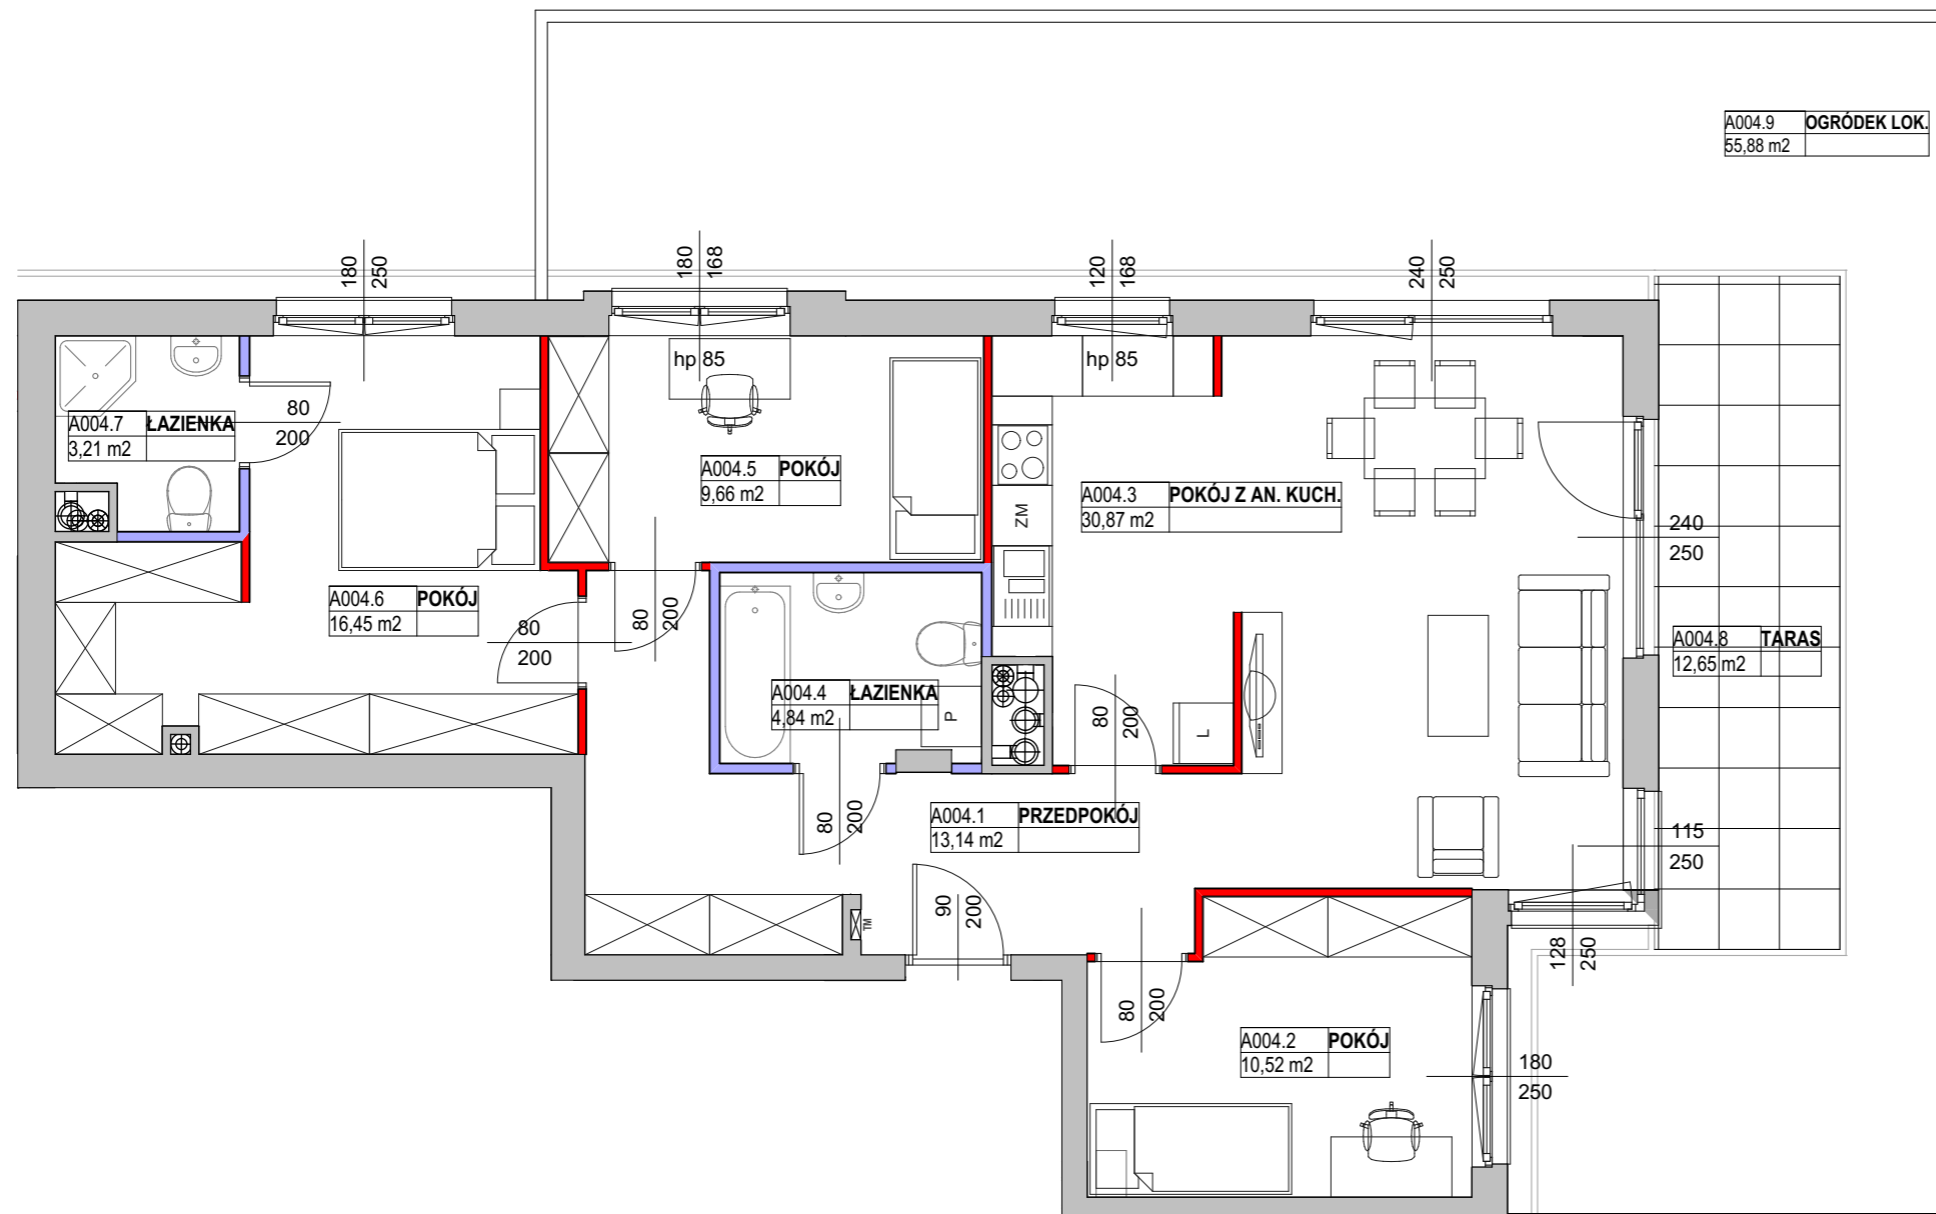 A004.9 OGRÓDEK LOK.
55,88 m2
180
250
180
168
120
168
240
250
hp 85
hp 85
A004.7 ŁAZIENKA
3,21 m2
80
200
A004.5 POKÓJ
9,66 m2
A004.3 POKÓJ Z AN. KUCH.
30,87 m2
ZM
240
250
A004.6 POKÓJ
16,45 m2
80
200
80
200
A004.8 TARAS
12,65 m2
A004.4 ŁAZIENKA
4,84 m2
P
80
200
L
A004.1 PRZEDPOKÓJ
13,14 m2
80
200
115
250
90
200
TM
128
250
80
200
A004.2 POKÓJ
10,52 m2
180
250